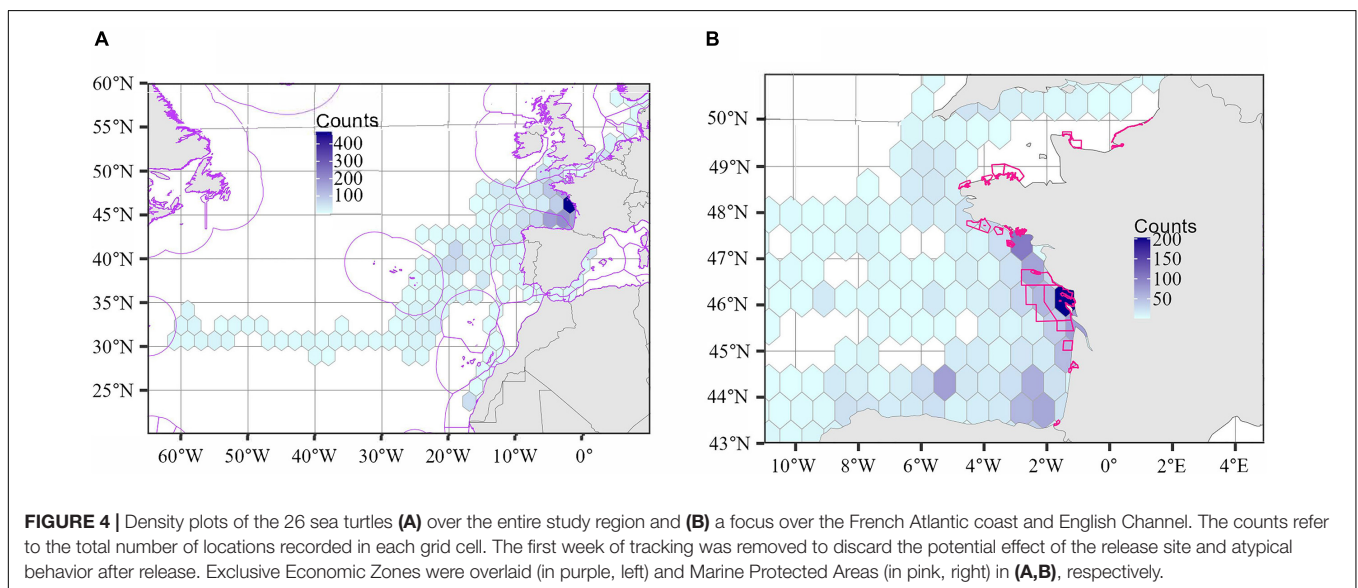 A
60°N
55°N
50°N
45°N
40°N
35°N
30°N
25°N
60°W
50°W
40°W
30°W
20°W
10°W
0°
Counts
400
300
200
100
B
50°N
49°N
48°N
47°N
46°N
45°N
44°N
43°N
10°W
8°W
6°W
4°W
2°W
0°
2°E
4°E
Counts
200
150
100
50
FIGURE 4 | Density plots of the 26 sea turtles (A) over the entire study region and (B) a focus over the French Atlantic coast and English Channel. The counts refer
to the total number of locations recorded in each grid cell. The first week of tracking was removed to discard the potential effect of the release site and atypical
behavior after release. Exclusive Economic Zones were overlaid (in purple, left) and Marine Protected Areas (in pink, right) in (A,B), respectively.